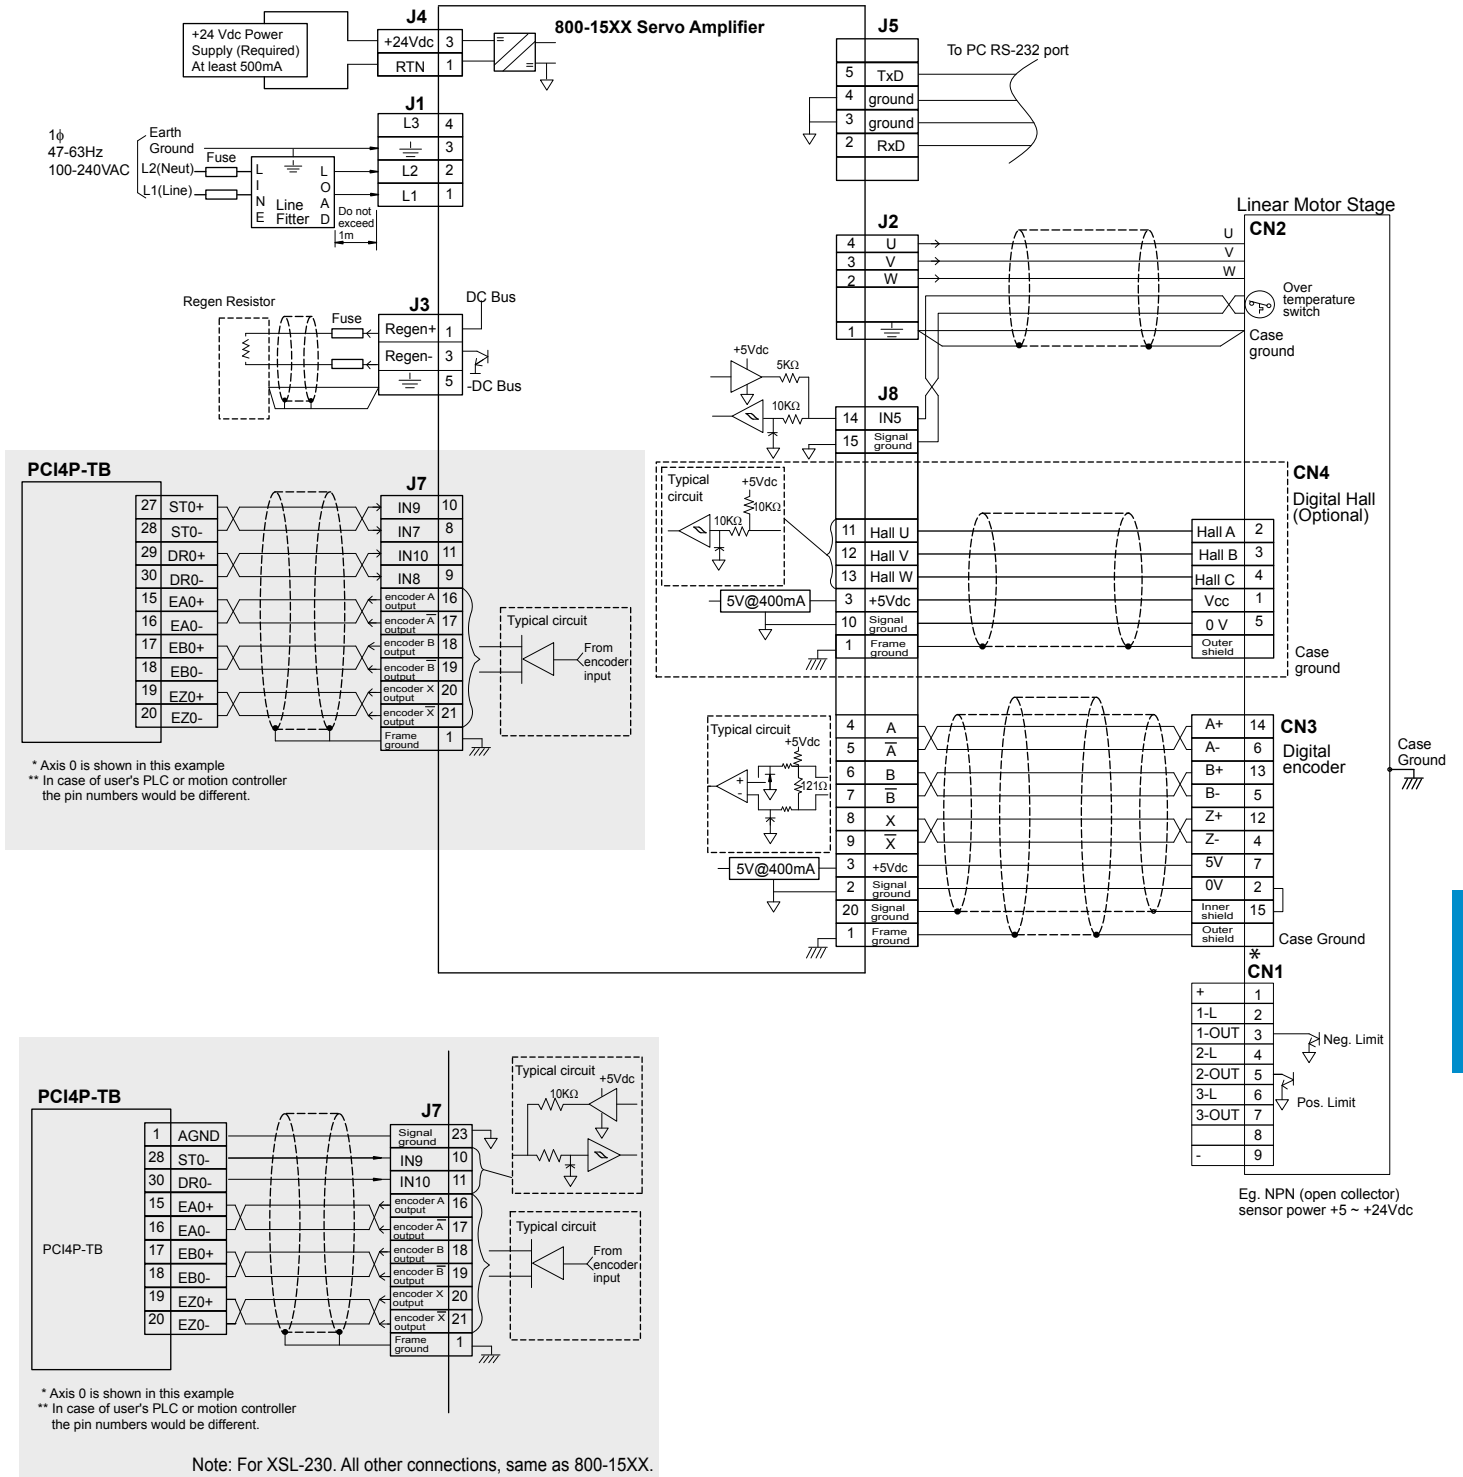 800-15XX Servo Amplifier
J4
+24 Vdc Power
Supply (Required)
At least 500mA
+24Vdc 3
RTN 1
=
=
J1
1ϕ
47-63Hz
100-240VAC
Earth
Ground
L2(Neut)
L1(Line)
Fuse
LINE
Line
Fitter
LOAD
Do not
exceed
1m
L3 4
3
L2 2
L1 1
J3
Regen Resistor
Fuse
Regen+ 1
Regen- 3
5
DC Bus
-DC Bus
PCI4P-TB
J7
27 ST0+ IN9 10
28 ST0- IN7 8
29 DR0+ IN10 11
30 DR0- IN8 9
15 EA0+ encoder A output 16
16 EA0- encoder A̅ output 17
17 EB0+ encoder B output 18
18 EB0- encoder B̅ output 19
19 EZ0+ encoder X output 20
20 EZ0- encoder X̅ output 21
Frame ground 1
Typical circuit
From
encoder
input
* Axis 0 is shown in this example
** In case of user's PLC or motion controller
the pin numbers would be different.
J5
To PC RS-232 port
5 TxD
4 ground
3 ground
2 RxD
Linear Motor Stage
J2
CN2
4 U U
3 V V
2 W W
1
Over
temperature
switch
Case
ground
+5Vdc
5KΩ
10KΩ
J8
14 IN5
15 Signal ground
CN4
Digital Hall
(Optional)
Typical
circuit
+5Vdc
10KΩ
10KΩ
11 Hall U Hall A 2
12 Hall V Hall B 3
13 Hall W Hall C 4
5V@400mA 3 +5Vdc Vcc 1
10 Signal ground 0 V 5
1 Frame ground Outer shield
Case
ground
CN3
Digital
encoder
Typical circuit
+5Vdc
121Ω
+
-
4 A A+ 14
5 A̅ A- 6
6 B B+ 13
7 B̅ B- 5
8 X Z+ 12
9 X̅ Z- 4
5V@400mA 3 +5Vdc 5V 7
2 Signal ground 0V 2
20 Signal ground Inner shield 15
1 Frame ground Outer shield
Case Ground
Case
Ground
*
CN1
+ 1
1-L 2
1-OUT 3 Neg. Limit
2-L 4
2-OUT 5
3-L 6 Pos. Limit
3-OUT 7
8
- 9
Eg. NPN (open collector)
sensor power +5 ~ +24Vdc
PCI4P-TB
PCI4P-TB
J7
1 AGND Signal ground 23
28 ST0- IN9 10
30 DR0- IN10 11
15 EA0+ encoder A output 16
16 EA0- encoder A̅ output 17
17 EB0+ encoder B output 18
18 EB0- encoder B̅ output 19
19 EZ0+ encoder X output 20
20 EZ0- encoder X̅ output 21
Frame ground 1
Typical circuit
+5Vdc
10KΩ
Typical circuit
From
encoder
input
* Axis 0 is shown in this example
** In case of user's PLC or motion controller
the pin numbers would be different.
Note: For XSL-230. All other connections, same as 800-15XX.